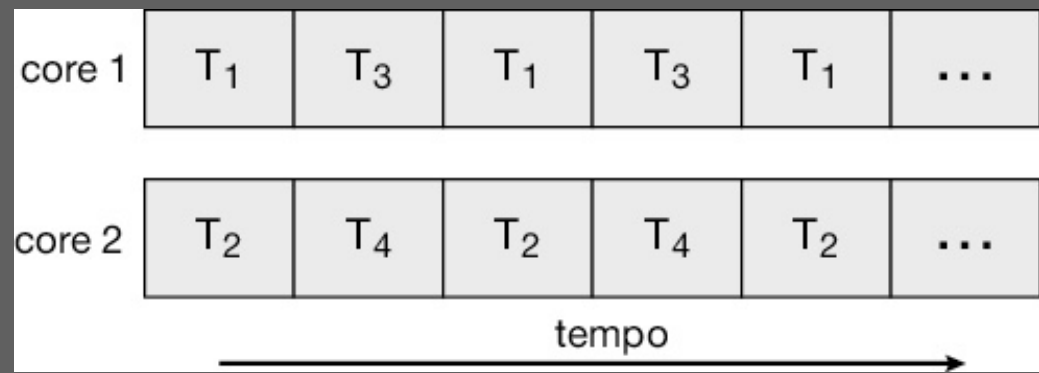 core 1 T₁ T₃ T₁ T₃ T₁ ...
core 2 T₂ T₄ T₂ T₄ T₂ ...
tempo